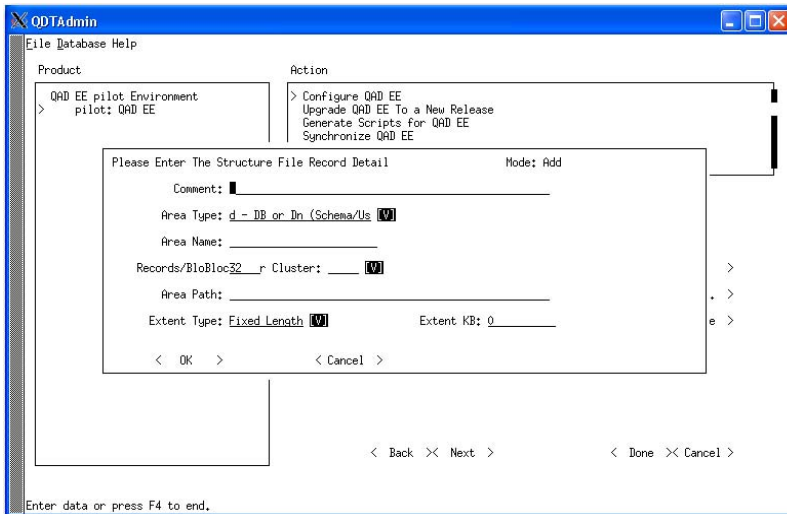 QDTAdmin
File Database Help
Product Action
QAD EE pilot Environment
> pilot: QAD EE
> Configure QAD EE
Upgrade QAD EE To a New Release
Generate Scripts for QAD EE
Synchronize QAD EE
Please Enter The Structure File Record Detail Mode: Add
Comment:
Area Type: d - DB or Dn (Schema/Us [V]
Area Name:
Records/BloBloc32 r Cluster: [V]
>
Area Path:
. >
Extent Type: Fixed Length [V] Extent KB: 0
e >
< OK > < Cancel >
< Back >< Next > < Done >< Cancel >
Enter data or press F4 to end.